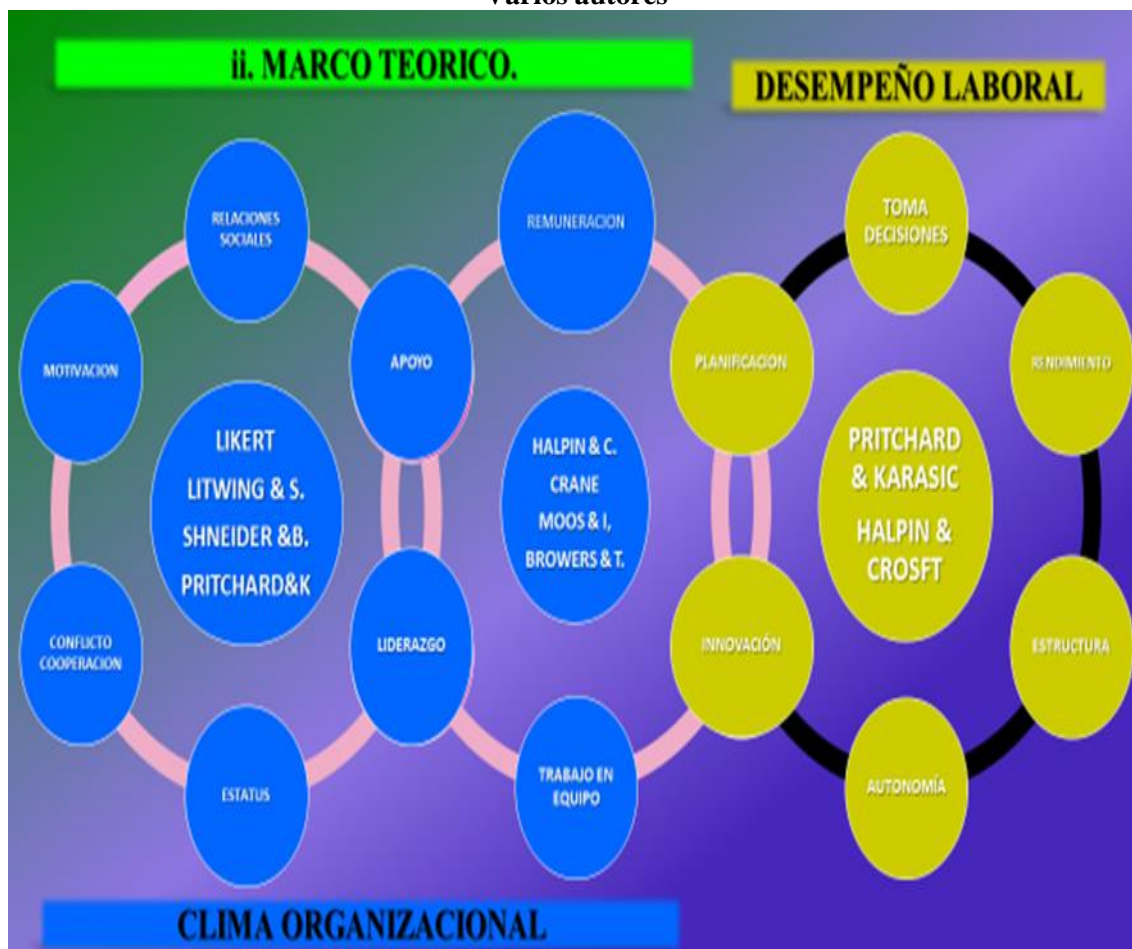 Varios autores
ii. MARCO TEORICO.
DESEMPEÑO LABORAL
RELACIONES
SOCIALES
REMUNERACION
TOMA
DECISIONES
MOTIVACION
APOYO
PLANIFICACION
RENDIMIENTO
LIKERT
LITWING & S.
SHNEIDER &B.
PRITCHARD&K
HALPIN & C.
CRANE
MOOS & I,
BROWERS & T.
PRITCHARD
& KARASIC
HALPIN &
CROSFT
CONFLICTO
COOPERACION
LIDERAZGO
INNOVACIÓN
ESTRUCTURA
ESTATUS
TRABAJO EN
EQUIPO
AUTONOMÍA
CLIMA ORGANIZACIONAL